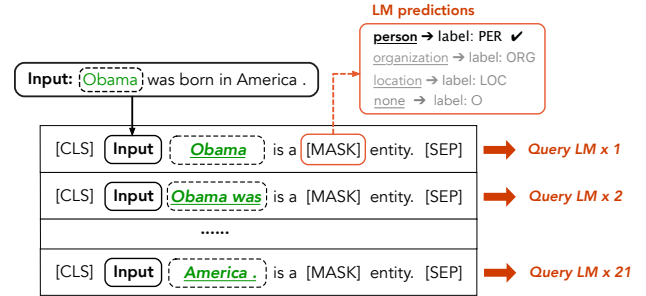 LM predictions
person ➔ label: PER ✔
organization ➔ label: ORG
location ➔ label: LOC
none ➔ label: O
Input: Obama was born in America .
[CLS] Input Obama is a [MASK] entity. [SEP] Query LM x 1
[CLS] Input Obama was is a [MASK] entity. [SEP] Query LM x 2
......
[CLS] Input America . is a [MASK] entity. [SEP] Query LM x 21